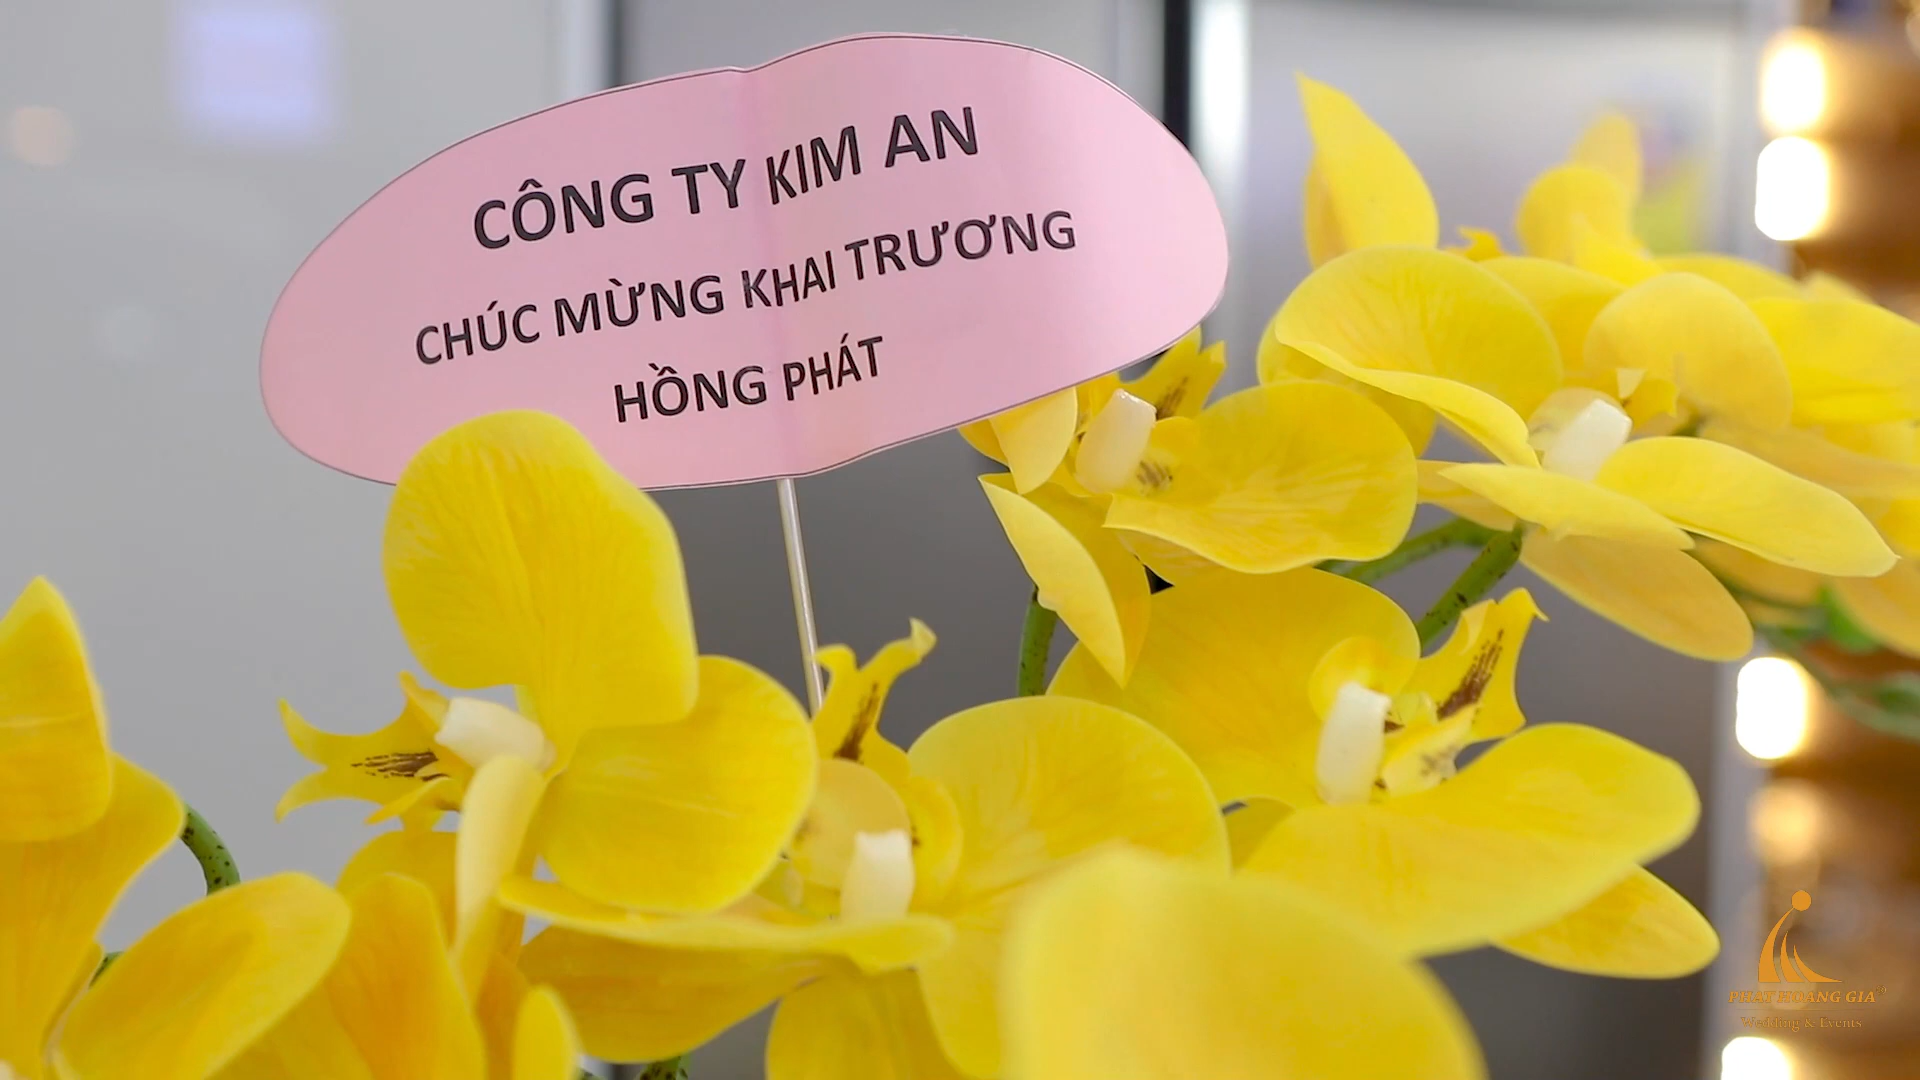 CÔNG TY KIM AN
CHÚC MỪNG KHAI TRƯƠNG
HỒNG PHÁT
PHAT HOANG GIA
Wedding & Events